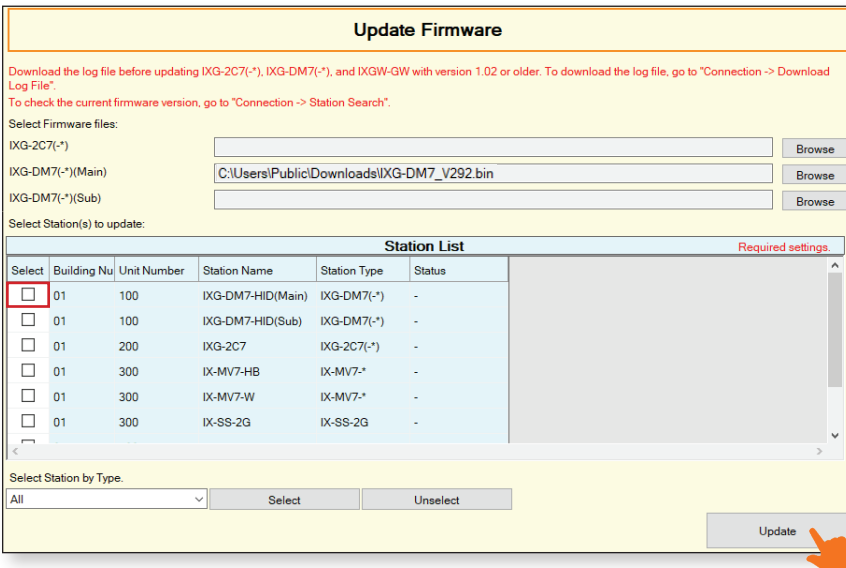 Update Firmware
Download the log file before updating IXG-2C7(-*), IXG-DM7(-*), and IXGW-GW with version 1.02 or older. To download the log file, go to "Connection -> Download
Log File".
To check the current firmware version, go to "Connection -> Station Search".
Select Firmware files:
IXG-2C7(-*) Browse
IXG-DM7(-*)(Main) C:\Users\Public\Downloads\IXG-DM7_V292.bin Browse
IXG-DM7(-*)(Sub) Browse
Select Station(s) to update:
Station List Required settings.
Select Building Nu Unit Number Station Name Station Type Status
01 100 IXG-DM7-HID(Main) IXG-DM7(-*) -
01 100 IXG-DM7-HID(Sub) IXG-DM7(-*) -
01 200 IXG-2C7 IXG-2C7(-*) -
01 300 IX-MV7-HB IX-MV7-* -
01 300 IX-MV7-W IX-MV7-* -
01 300 IX-SS-2G IX-SS-2G -
Select Station by Type.
All Select Unselect
Update